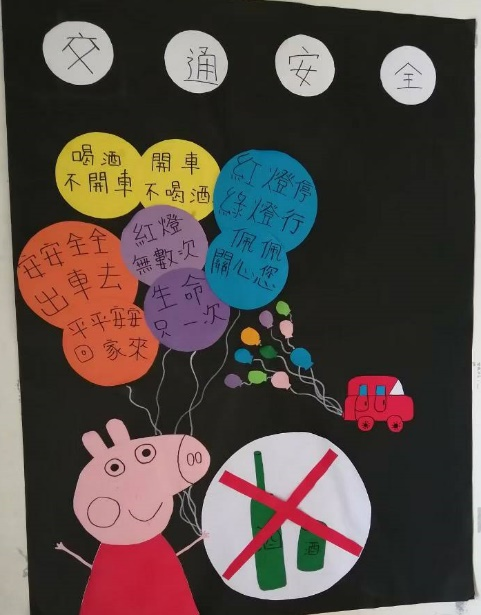 交通安全
喝酒
不開車
開車
不喝酒
紅燈停
綠燈行
佩佩
關心您
紅燈
無數次
生命
只一次
安安全全
出車去
平平安安
回家來
酒
酒